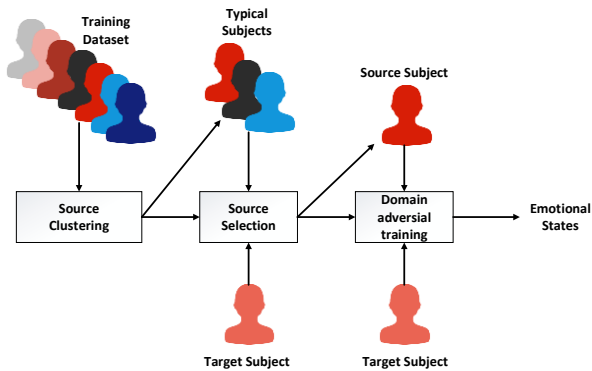 Training
Dataset
Typical
Subjects
Source Subject
Source
Clustering
Source
Selection
Domain
adversial
training
Emotional
States
Target Subject
Target Subject